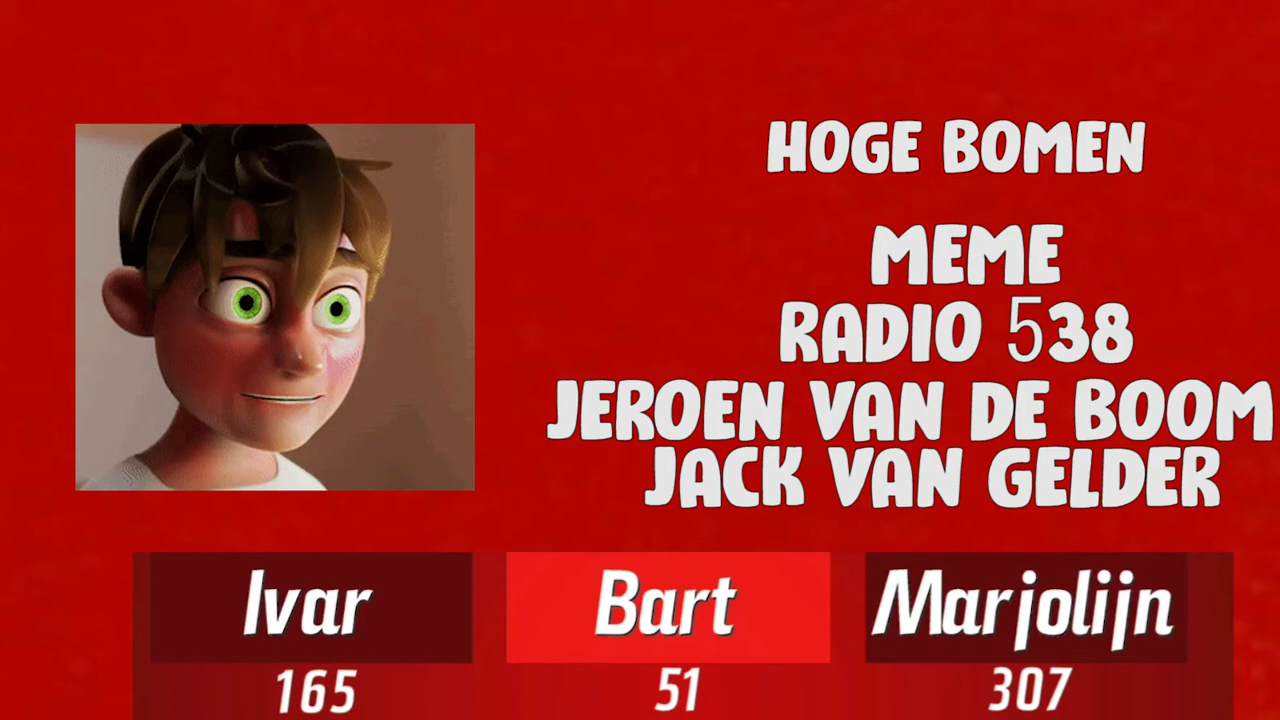 HOGE BOMEN
MEME
RADIO 538
JEROEN VAN DE BOOM
JACK VAN GELDER
Ivar Bart Marjolijn
165 51 307